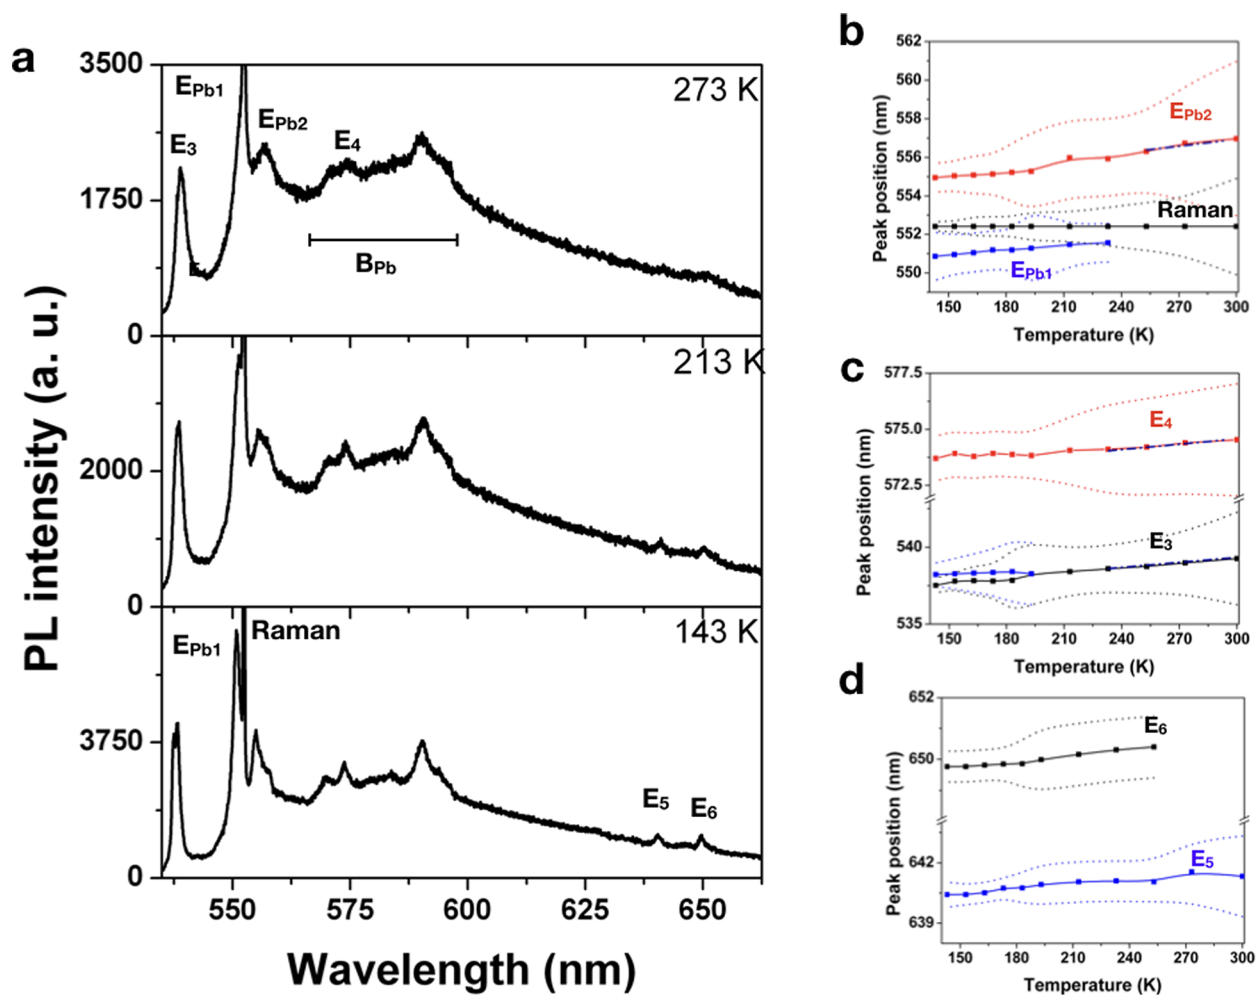 a
3500
1750
0
2000
0
3750
0
PL intensity (a. u.)
273 K
EPb1
E3
EPb2
E4
E
BPb
213 K
143 K
EPb1
Raman
E5
E6
550
575
600
625
650
Wavelength (nm)
b
562
560
558
556
554
552
550
Peak position (nm)
EPb2
Raman
EPb1
150
180
210
240
270
300
Temperature (K)
c
577.5
575.0
572.5
540
535
Peak position (nm)
E4
E3
150
180
210
240
270
300
Temperature (K)
d
652
650
642
639
Peak position (nm)
E6
E5
150
180
210
240
270
300
Temperature (K)